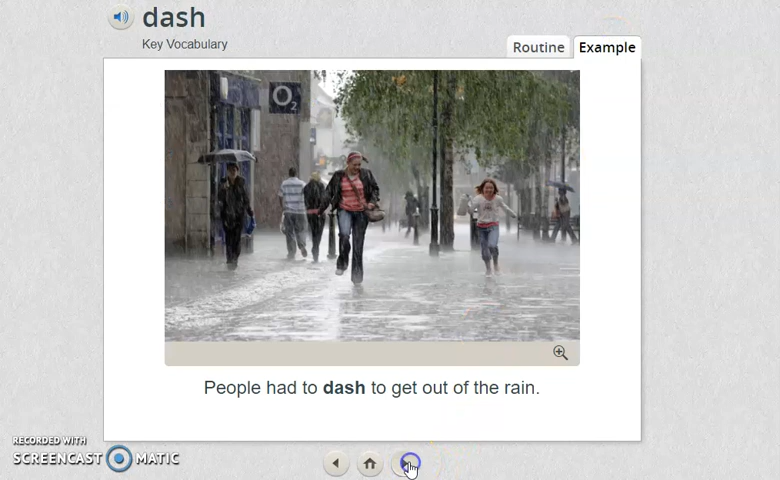 dash
Key Vocabulary
Routine
Example
O2
People had to dash to get out of the rain.
RECORDED WITH
SCREENCAST MATIC